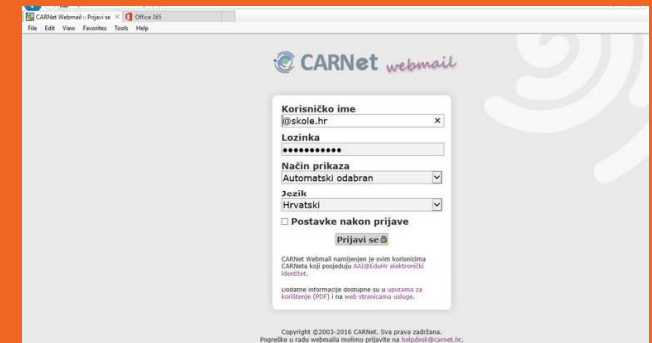 CARNet Webmail :: Prijavi se
Office 365
File Edit View Favorites Tools Help
CARNet webmail
Korisničko ime
@skole.hr
Lozinka
Način prikaza
Automatski odabran
Jezik
Hrvatski
Postavke nakon prijave
Prijavi se
CARNet Webmail namijenjen je svim korisnicima
CARNeta koji posjeduju AAI@EduHr elektronički
identitet.
Dodatne informacije dostupne su u uputama za
korištenje (PDF) i na web stranicama usluge.
Copyright ©2003-2016 CARNet. Sva prava zadržana.
Pogreške u radu webmaila molimo prijavite na helpdesk@carnet.hr.